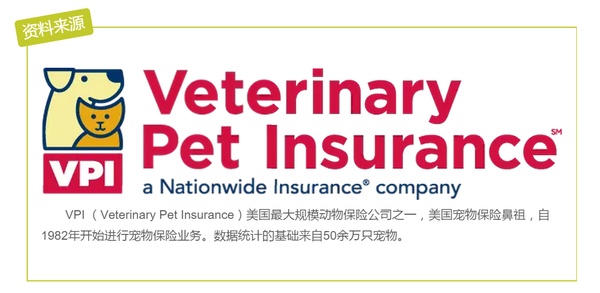 资料来源
Veterinary
Pet Insurance℠
VPI
a Nationwide Insurance® company
VPI（Veterinary Pet Insurance）美国最大规模动物保险公司之一，美国宠物保险鼻祖，自
1982年开始进行宠物保险业务。数据统计的基础来自50余万只宠物。